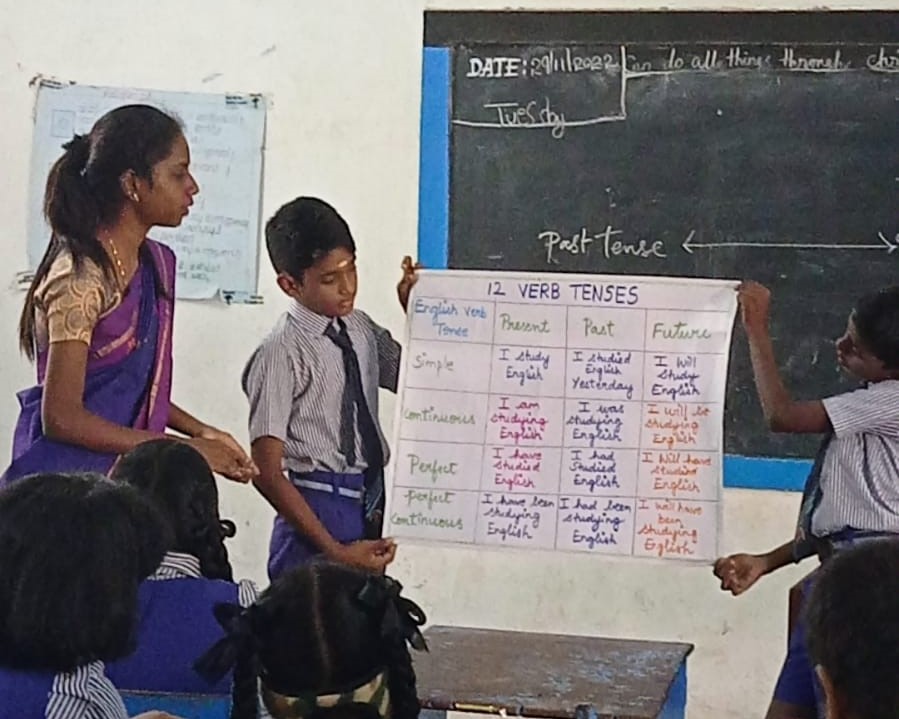 DATE: 29/11/2022
Can do all things through
Tuesday
Past Tense
12 VERB TENSES
English Verb Tense Present Past Future
Simple
I study English
I studied English Yesterday
I will study English
Continuous
I am studying English
I was studying English
I will be studying English
Perfect
I have studied English
I had studied English
I will have studied English
Perfect Continuous
I have been studying English
I had been studying English
I will have been studying English